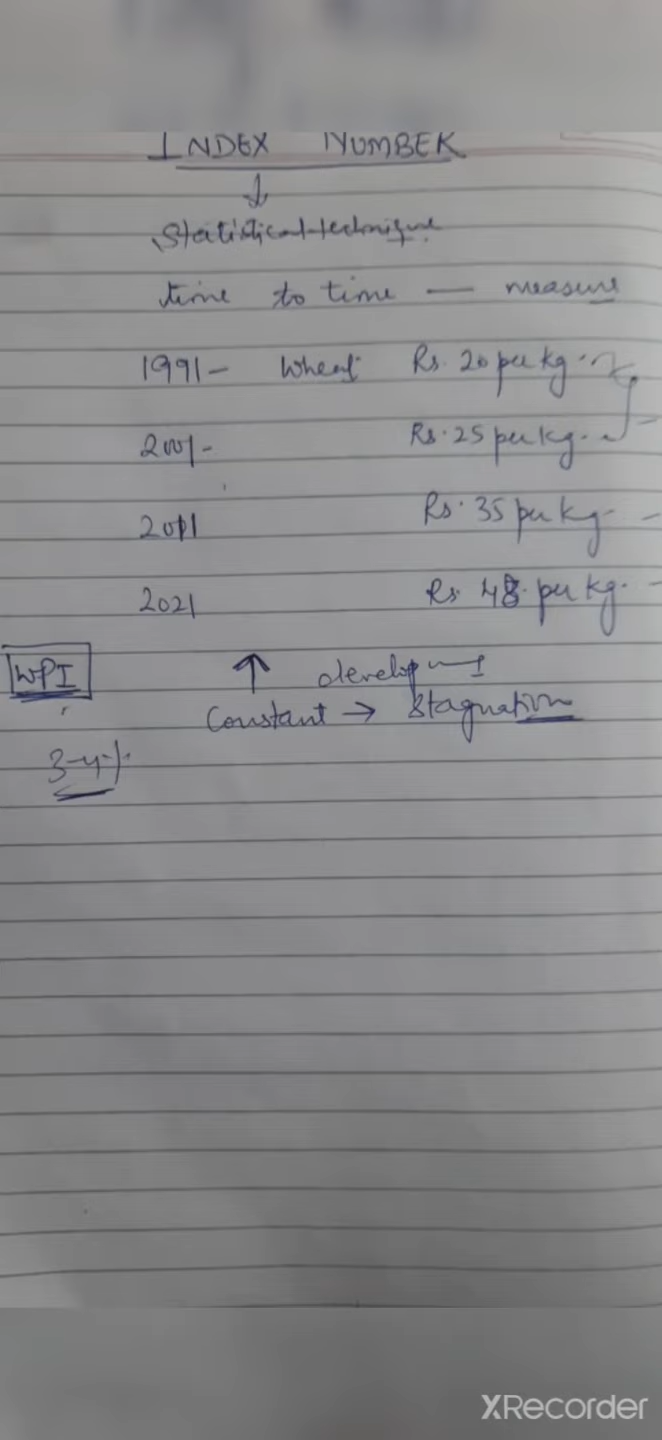 INDEX NUMBER
↓
Statistical technique
time to time — measure
1991 - Wheat Rs. 20 per kg.
2001 - Rs. 25 per kg.
2011 Rs. 35 per kg. -
2021 Rs. 48 per kg. -
WPI ↑ development
Constant → Stagnation
3-4%
XRecorder